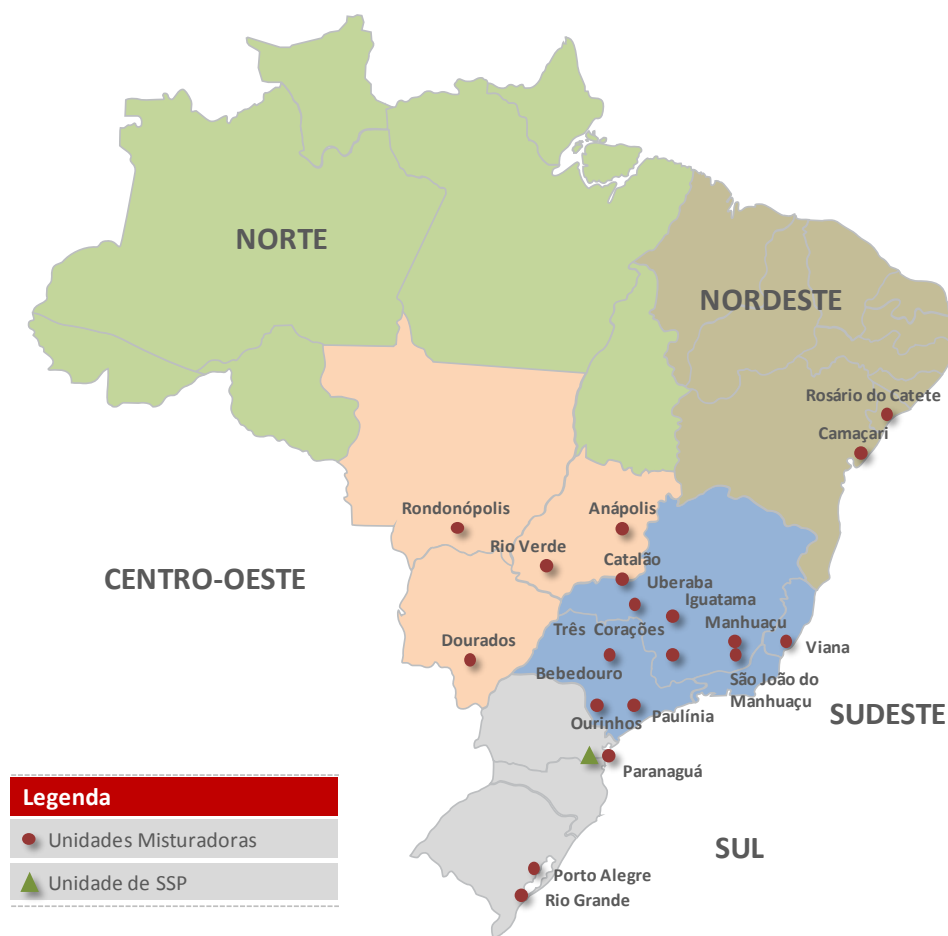 NORTE
NORDESTE
Rosário do Catete
Camaçari
Rondonópolis
Anápolis
Rio Verde
CENTRO-OESTE
Catalão
Uberaba
Iguatama
Três Corações
Manhuaçu
Dourados
Viana
Bebedouro
São João do
Manhuaçu
SUDESTE
Ourinhos
Paulínia
Paranaguá
Legenda
Unidades Misturadoras
SUL
Unidade de SSP
Porto Alegre
Rio Grande